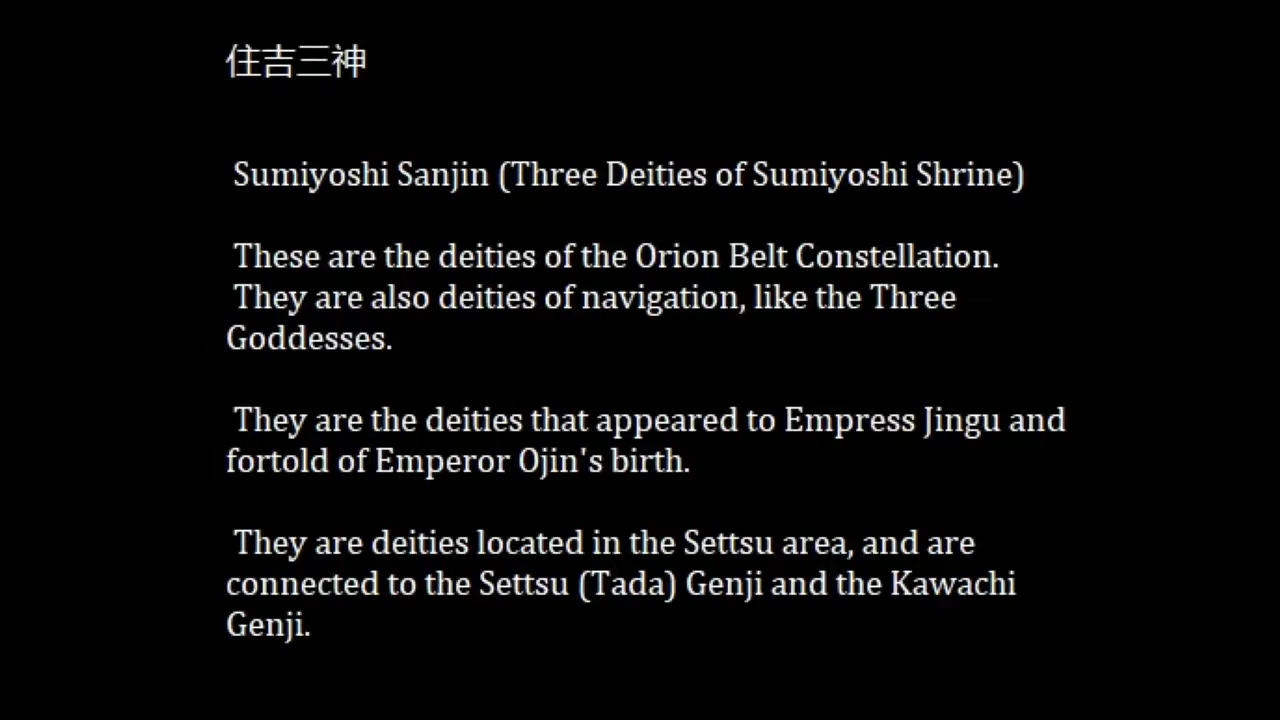 住吉三神
Sumiyoshi Sanjin (Three Deities of Sumiyoshi Shrine)
These are the deities of the Orion Belt Constellation.
They are also deities of navigation, like the Three
Goddesses.
They are the deities that appeared to Empress Jingu and
fortold of Emperor Ojin's birth.
They are deities located in the Settsu area, and are
connected to the Settsu (Tada) Genji and the Kawachi
Genji.